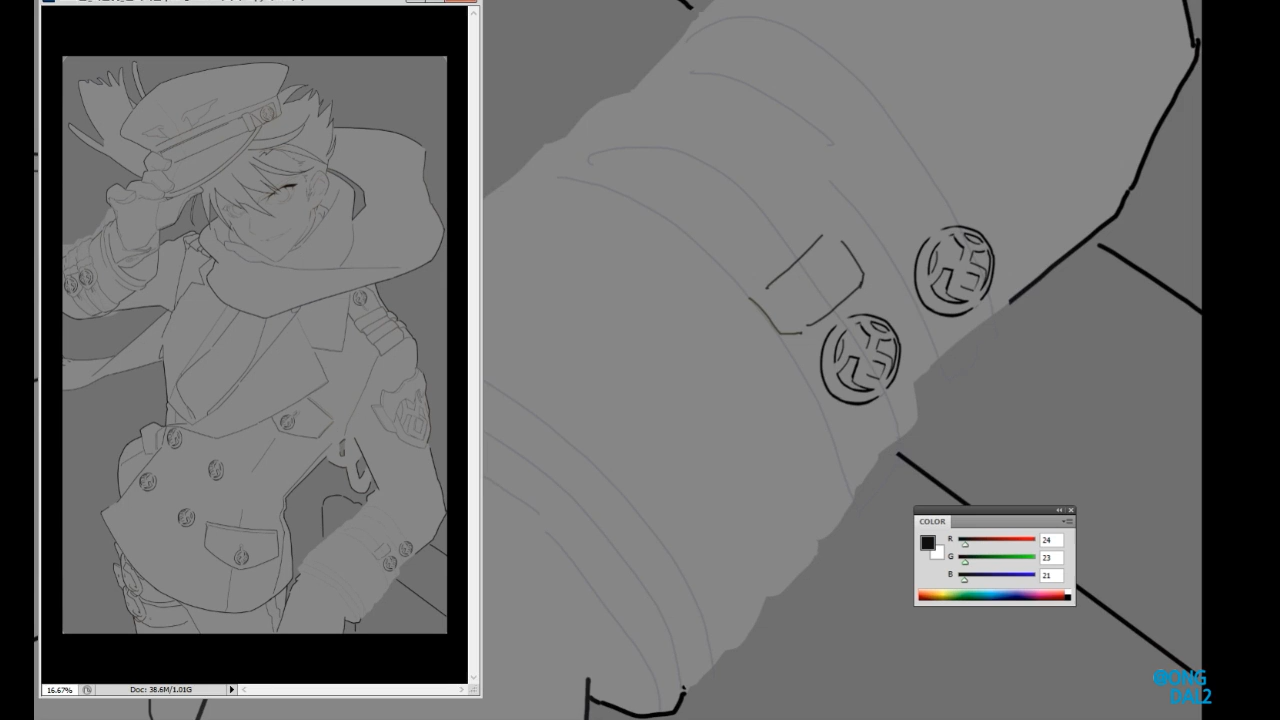 COLOR
R 24
G 23
B 21
16.67%
Doc: 38.6M/1.01G
@ONG
DAL2